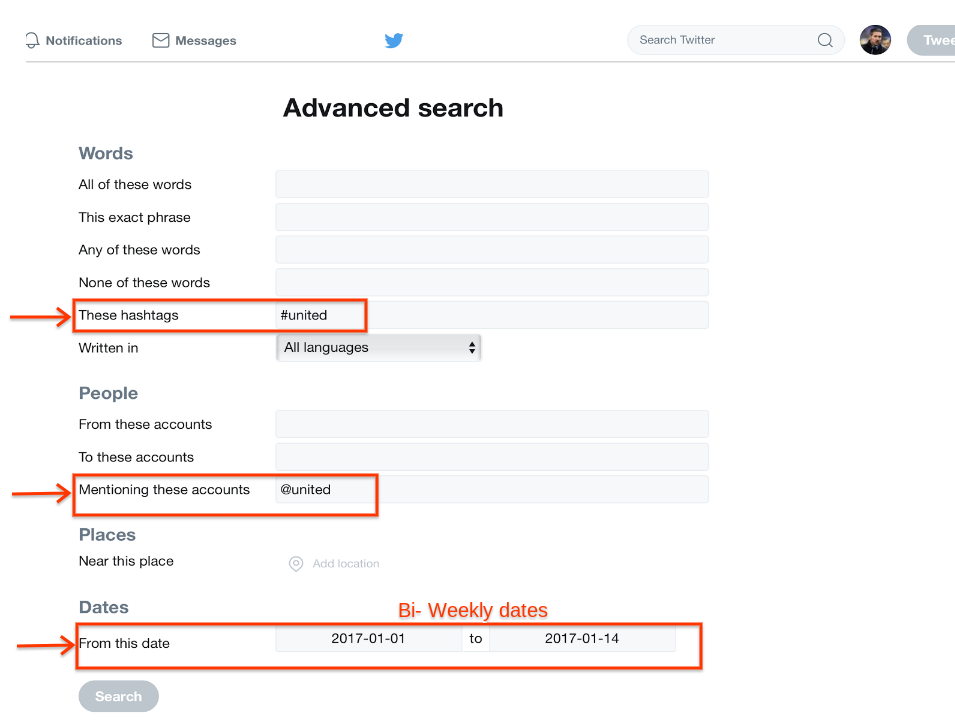 Notifications Messages Search Twitter Twee
Advanced search
Words
All of these words
This exact phrase
Any of these words
None of these words
These hashtags #united
Written in All languages
People
From these accounts
To these accounts
Mentioning these accounts @united
Places
Near this place Add location
Dates Bi- Weekly dates
From this date 2017-01-01 to 2017-01-14
Search